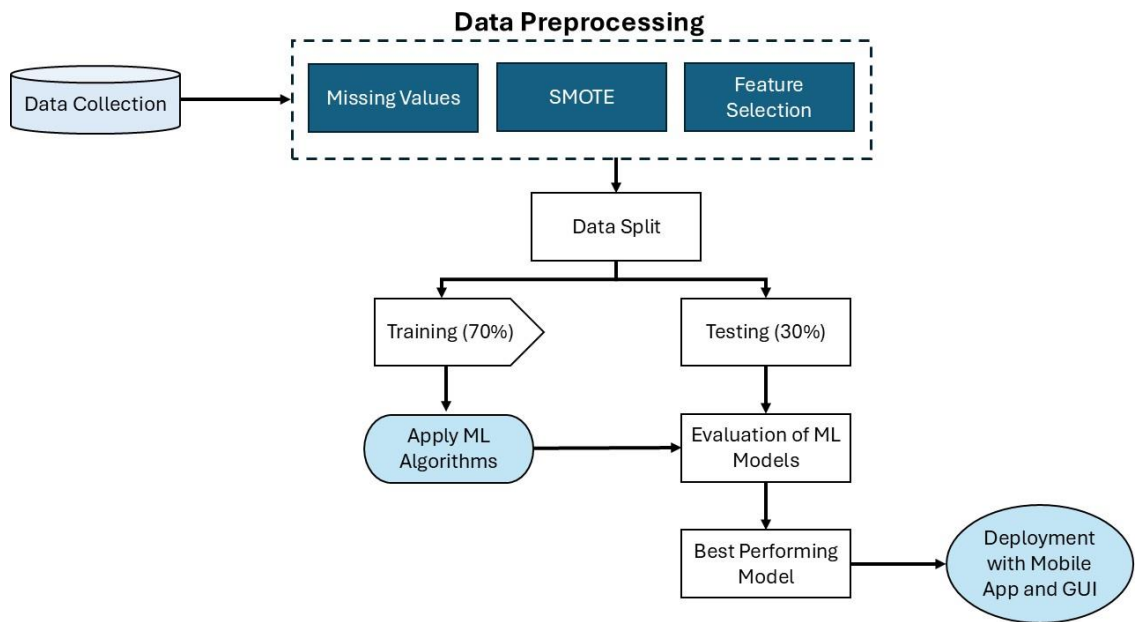 Data Preprocessing
Data Collection
Missing Values
SMOTE
Feature
Selection
Data Split
Training (70%)
Testing (30%)
Apply ML
Algorithms
Evaluation of ML
Models
Best Performing
Model
Deployment
with Mobile
App and GUI